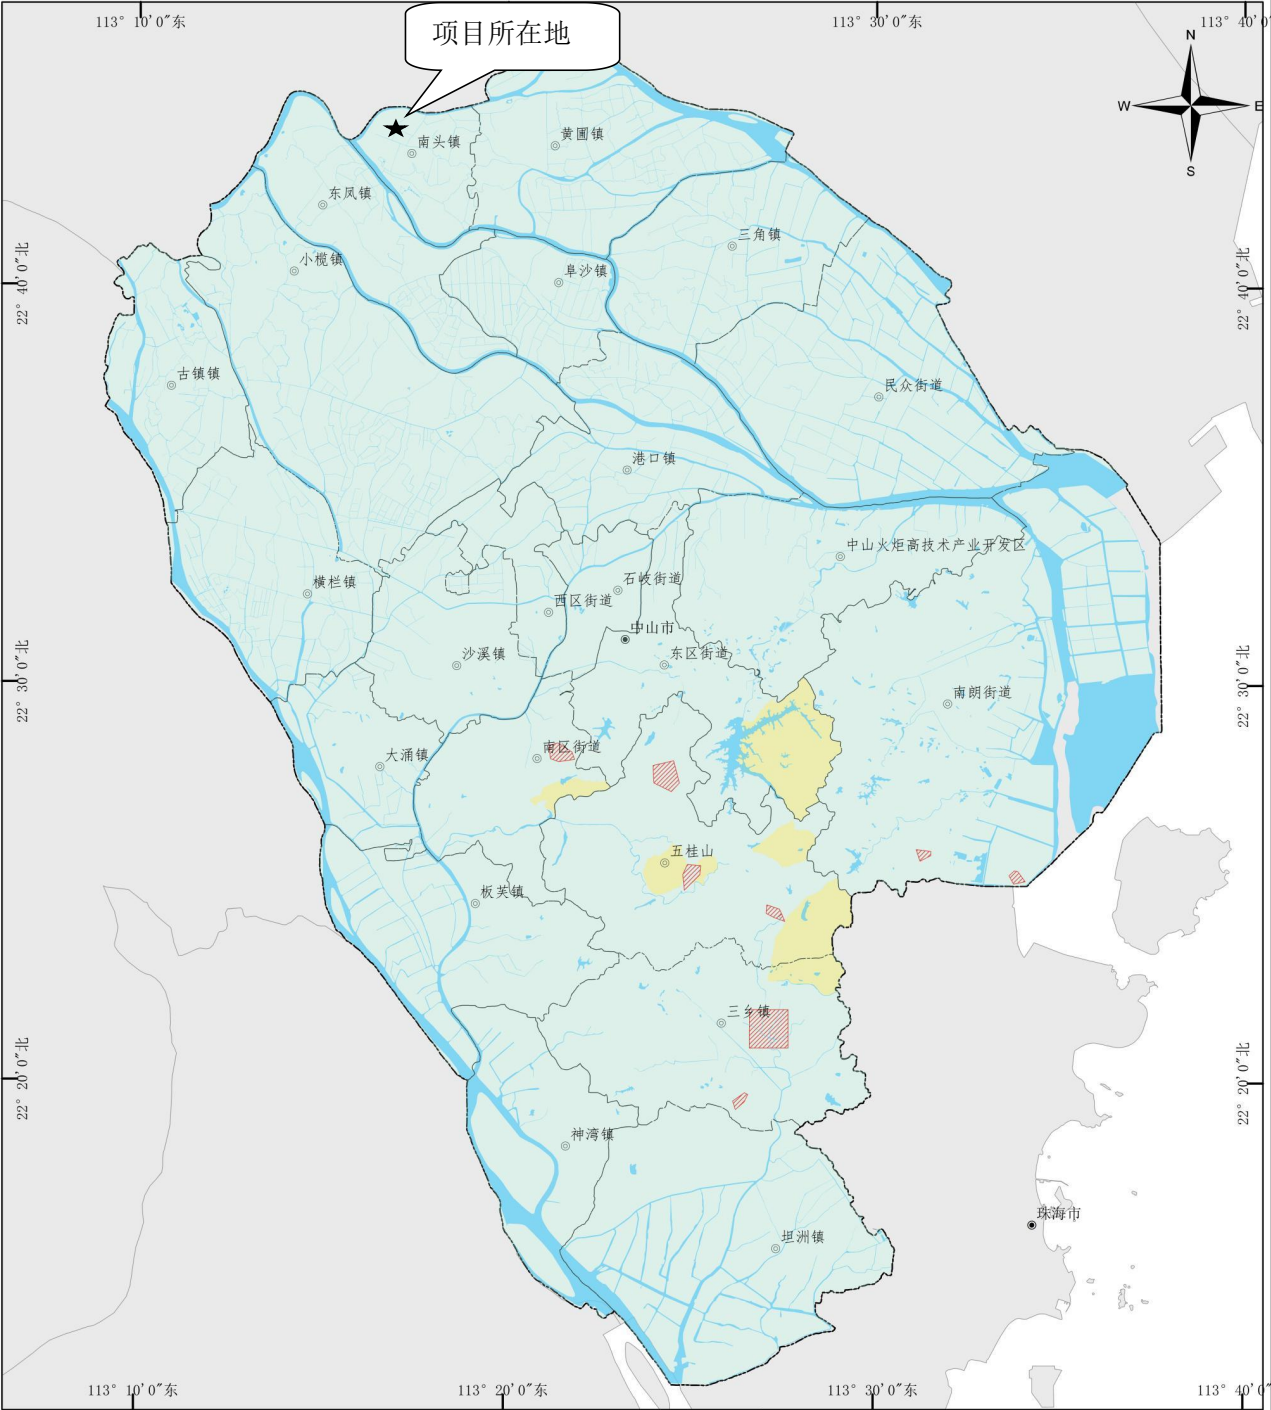 113° 10′0″东
113° 30′0″东
113° 40′0″
项目所在地
N
W
E
S
南头镇
黄圃镇
东凤镇
三角镇
小榄镇
阜沙镇
22° 40′0″北
22° 40′0″北
古镇镇
民众街道
港口镇
中山火炬高技术产业开发区
横栏镇
石岐街道
西区街道
中山市
沙溪镇
东区街道
22° 30′0″北
22° 30′0″北
南朗街道
大涌镇
南区街道
五桂山
板芙镇
三乡镇
22° 20′0″北
22° 20′0″北
神湾镇
珠海市
坦洲镇
113° 10′0″东
113° 20′0″东
113° 30′0″东
113° 40′0″